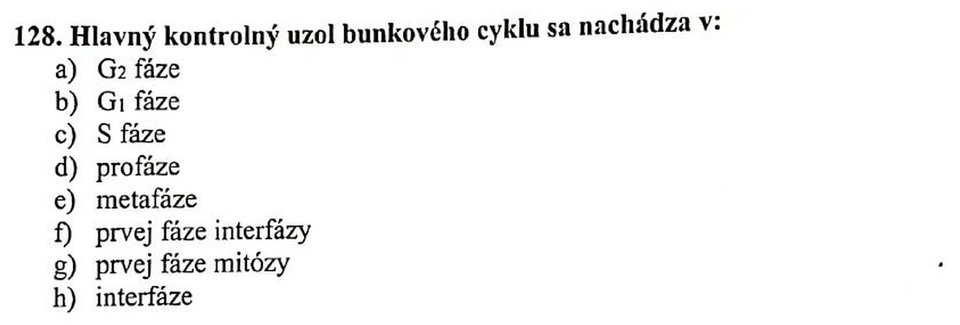 128. Hlavný kontrolný uzol bunkového cyklu sa nachádza v:
a) G2 fáze
b) G1 fáze
c) S fáze
d) profáze
e) metafáze
f) prvej fáze interfázy
g) prvej fáze mitózy
h) interfáze